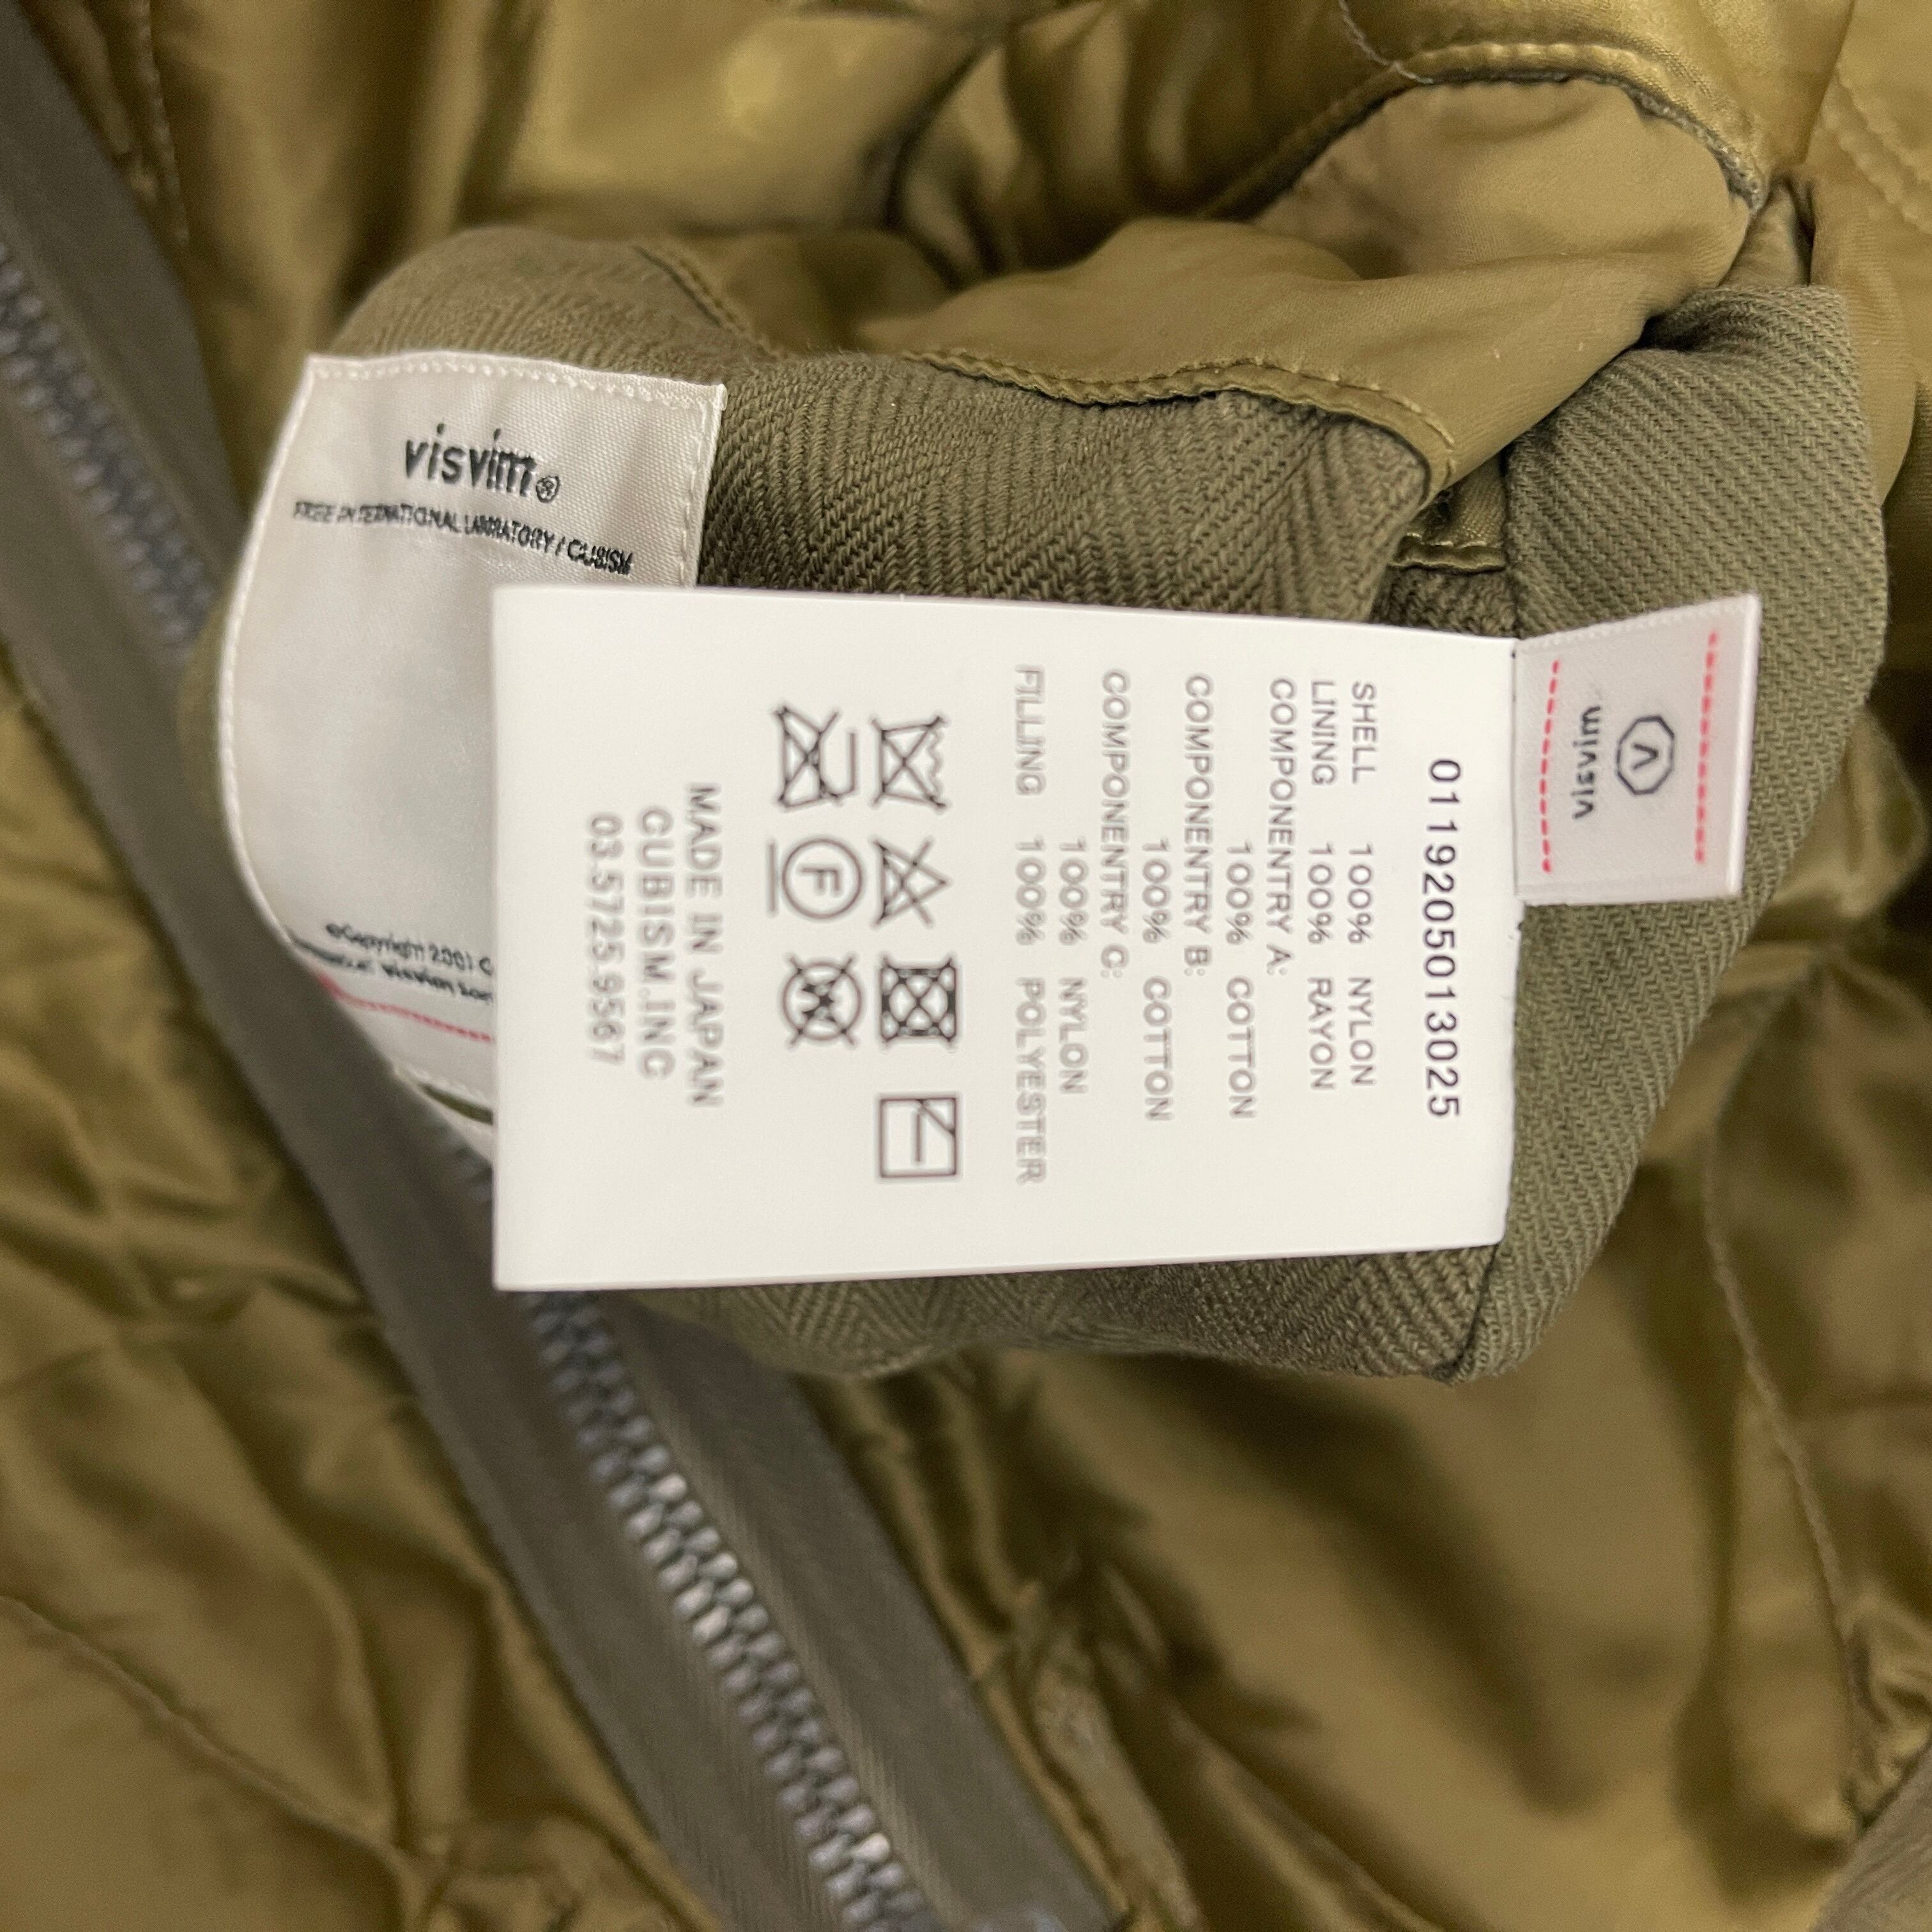 visvim®
FREE INTERNATIONAL LABORATORY / CUBISM
©Copyright 2001 C
visvim
V
visvim
0119205013025
SHELL 100% NYLON
LINING 100% RAYON
COMPONENTRY A:
100% COTTON
COMPONENTRY B:
100% COTTON
COMPONENTRY C:
100% NYLON
FILLING 100% POLYESTER
F
W
MADE IN JAPAN
CUBISM.INC
03.5725.9567